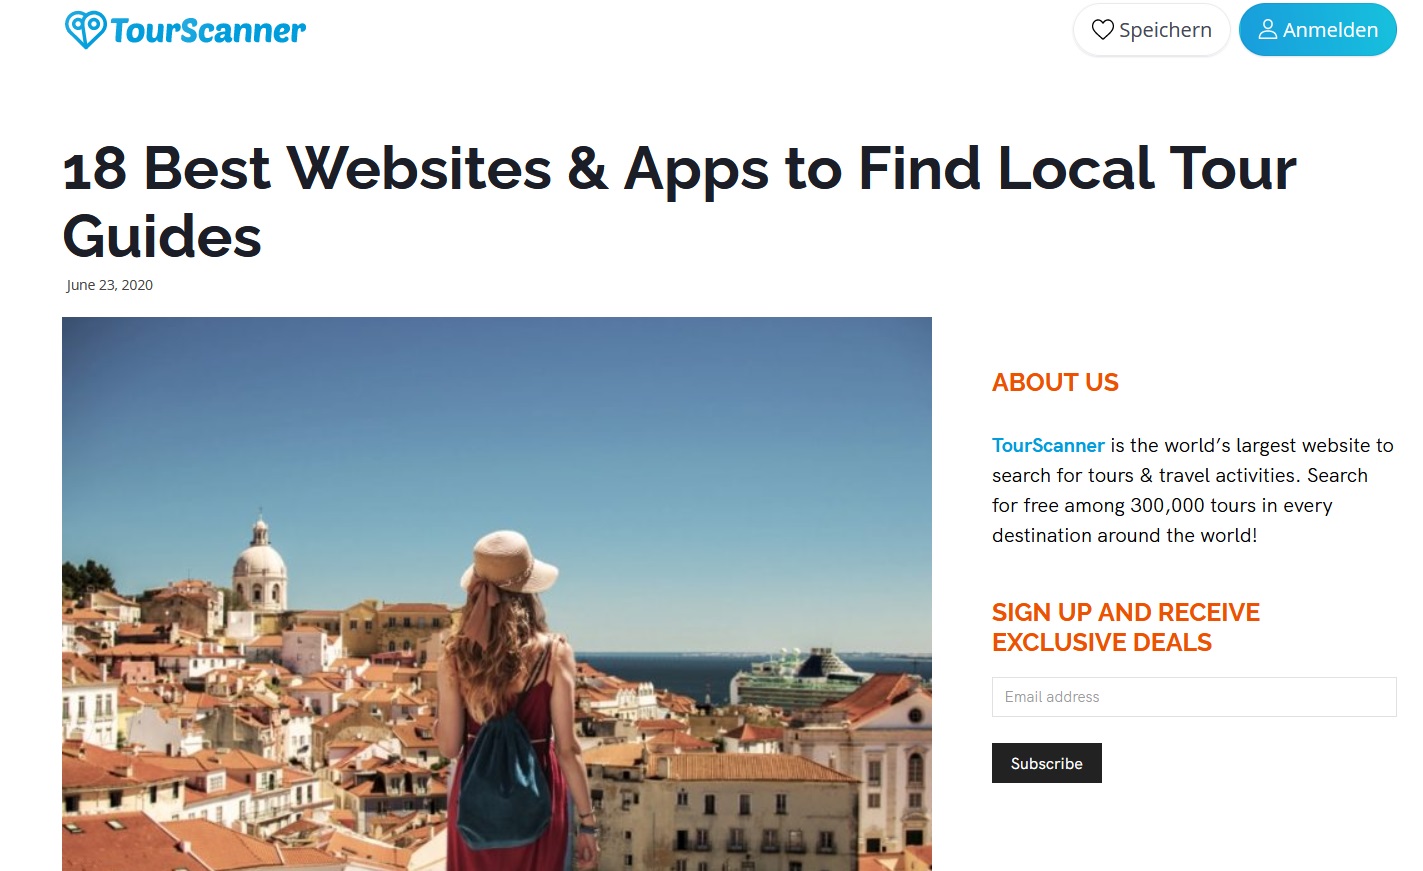 TourScanner
Speichern
Anmelden
18 Best Websites & Apps to Find Local Tour
Guides
June 23, 2020
ABOUT US
TourScanner is the world’s largest website to
search for tours & travel activities. Search
for free among 300,000 tours in every
destination around the world!
SIGN UP AND RECEIVE
EXCLUSIVE DEALS
Email address
Subscribe